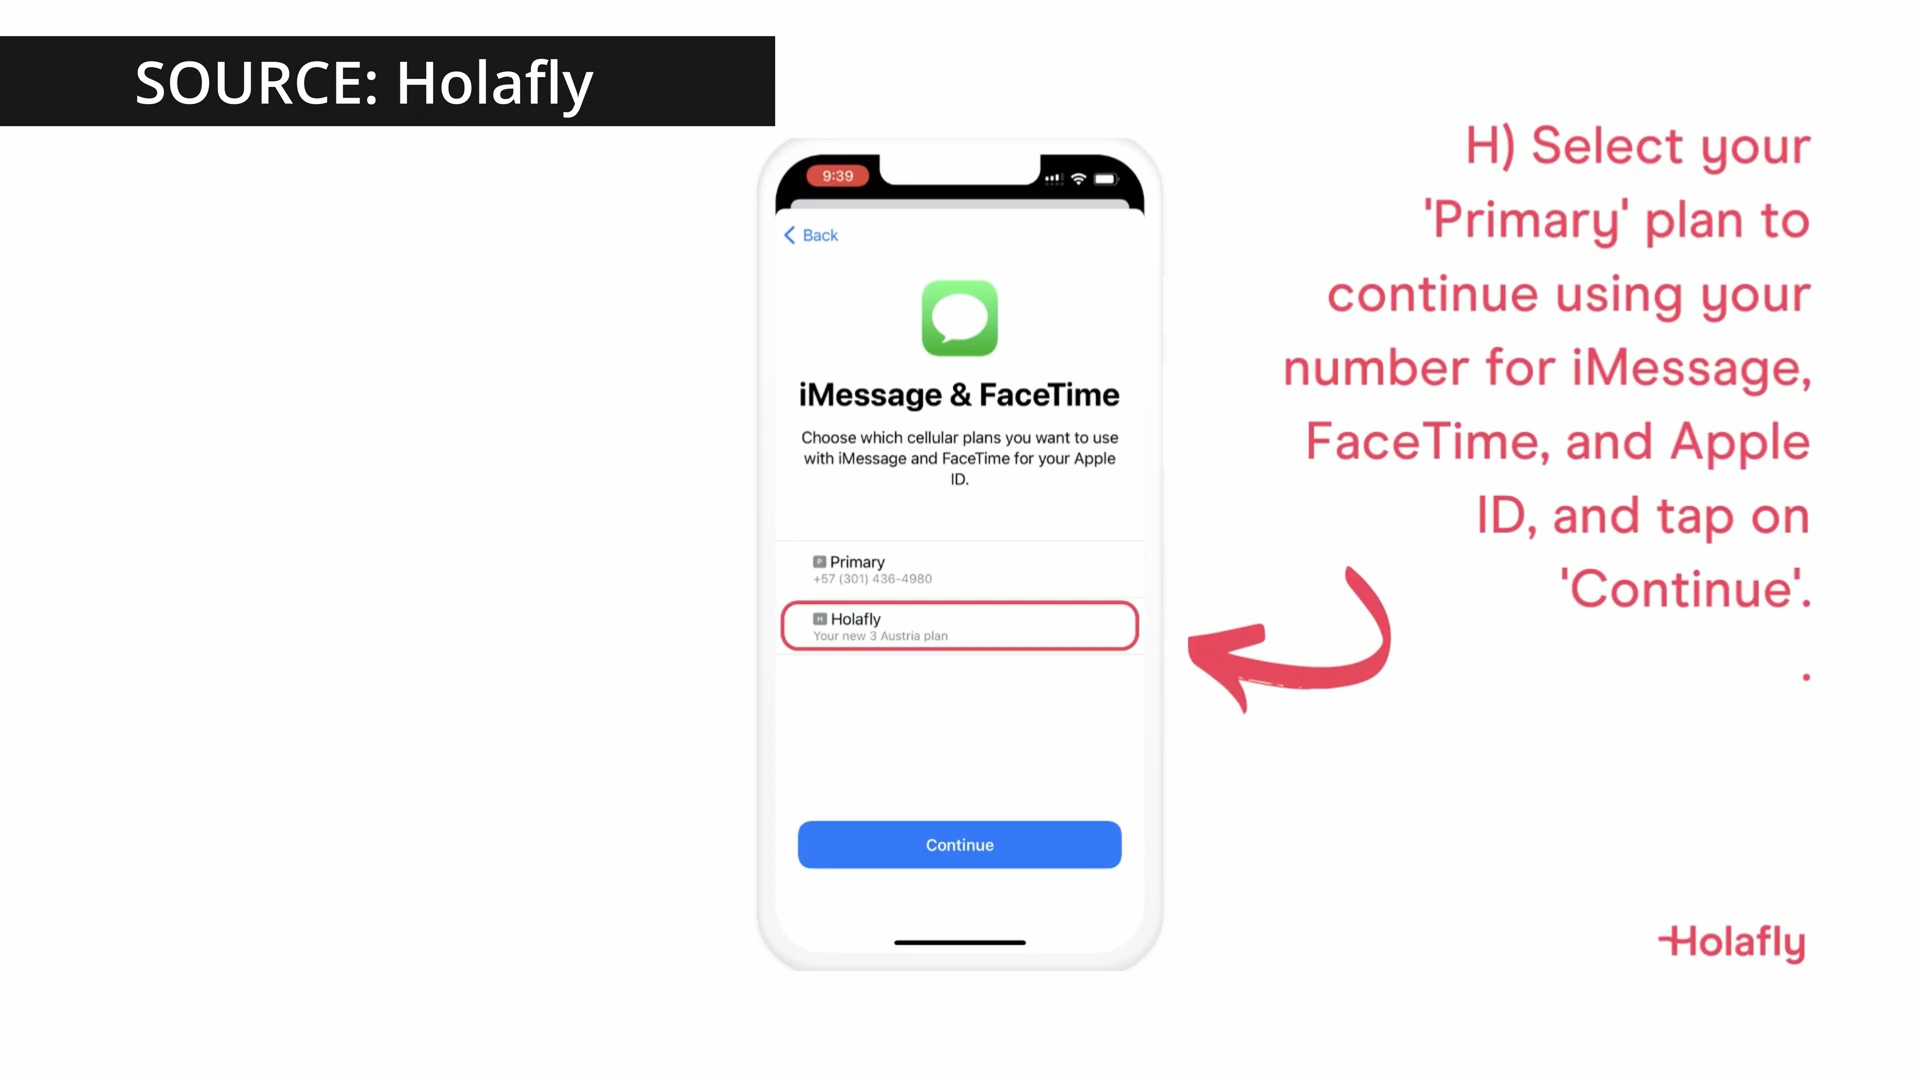 SOURCE: Holafly
9:39
Back
iMessage & FaceTime
Choose which cellular plans you want to use
with iMessage and FaceTime for your Apple
ID.
P Primary
+57 (301) 436-4980
H Holafly
Your new 3 Austria plan
Continue
H) Select your
'Primary' plan to
continue using your
number for iMessage,
FaceTime, and Apple
ID, and tap on
'Continue'.
.
Holafly